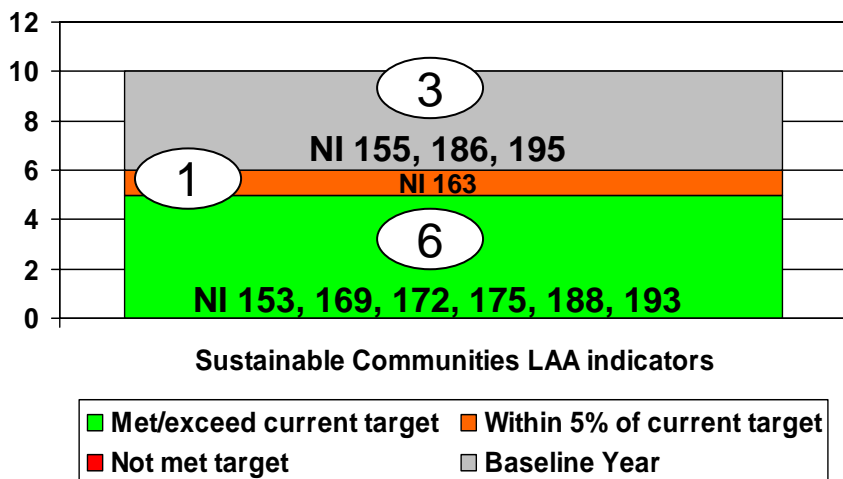 12
10
8
6
4
2
0
3
NI 155, 186, 195
1
NI 163
6
NI 153, 169, 172, 175, 188, 193
Sustainable Communities LAA indicators
Met/exceed current target
Within 5% of current target
Not met target
Baseline Year